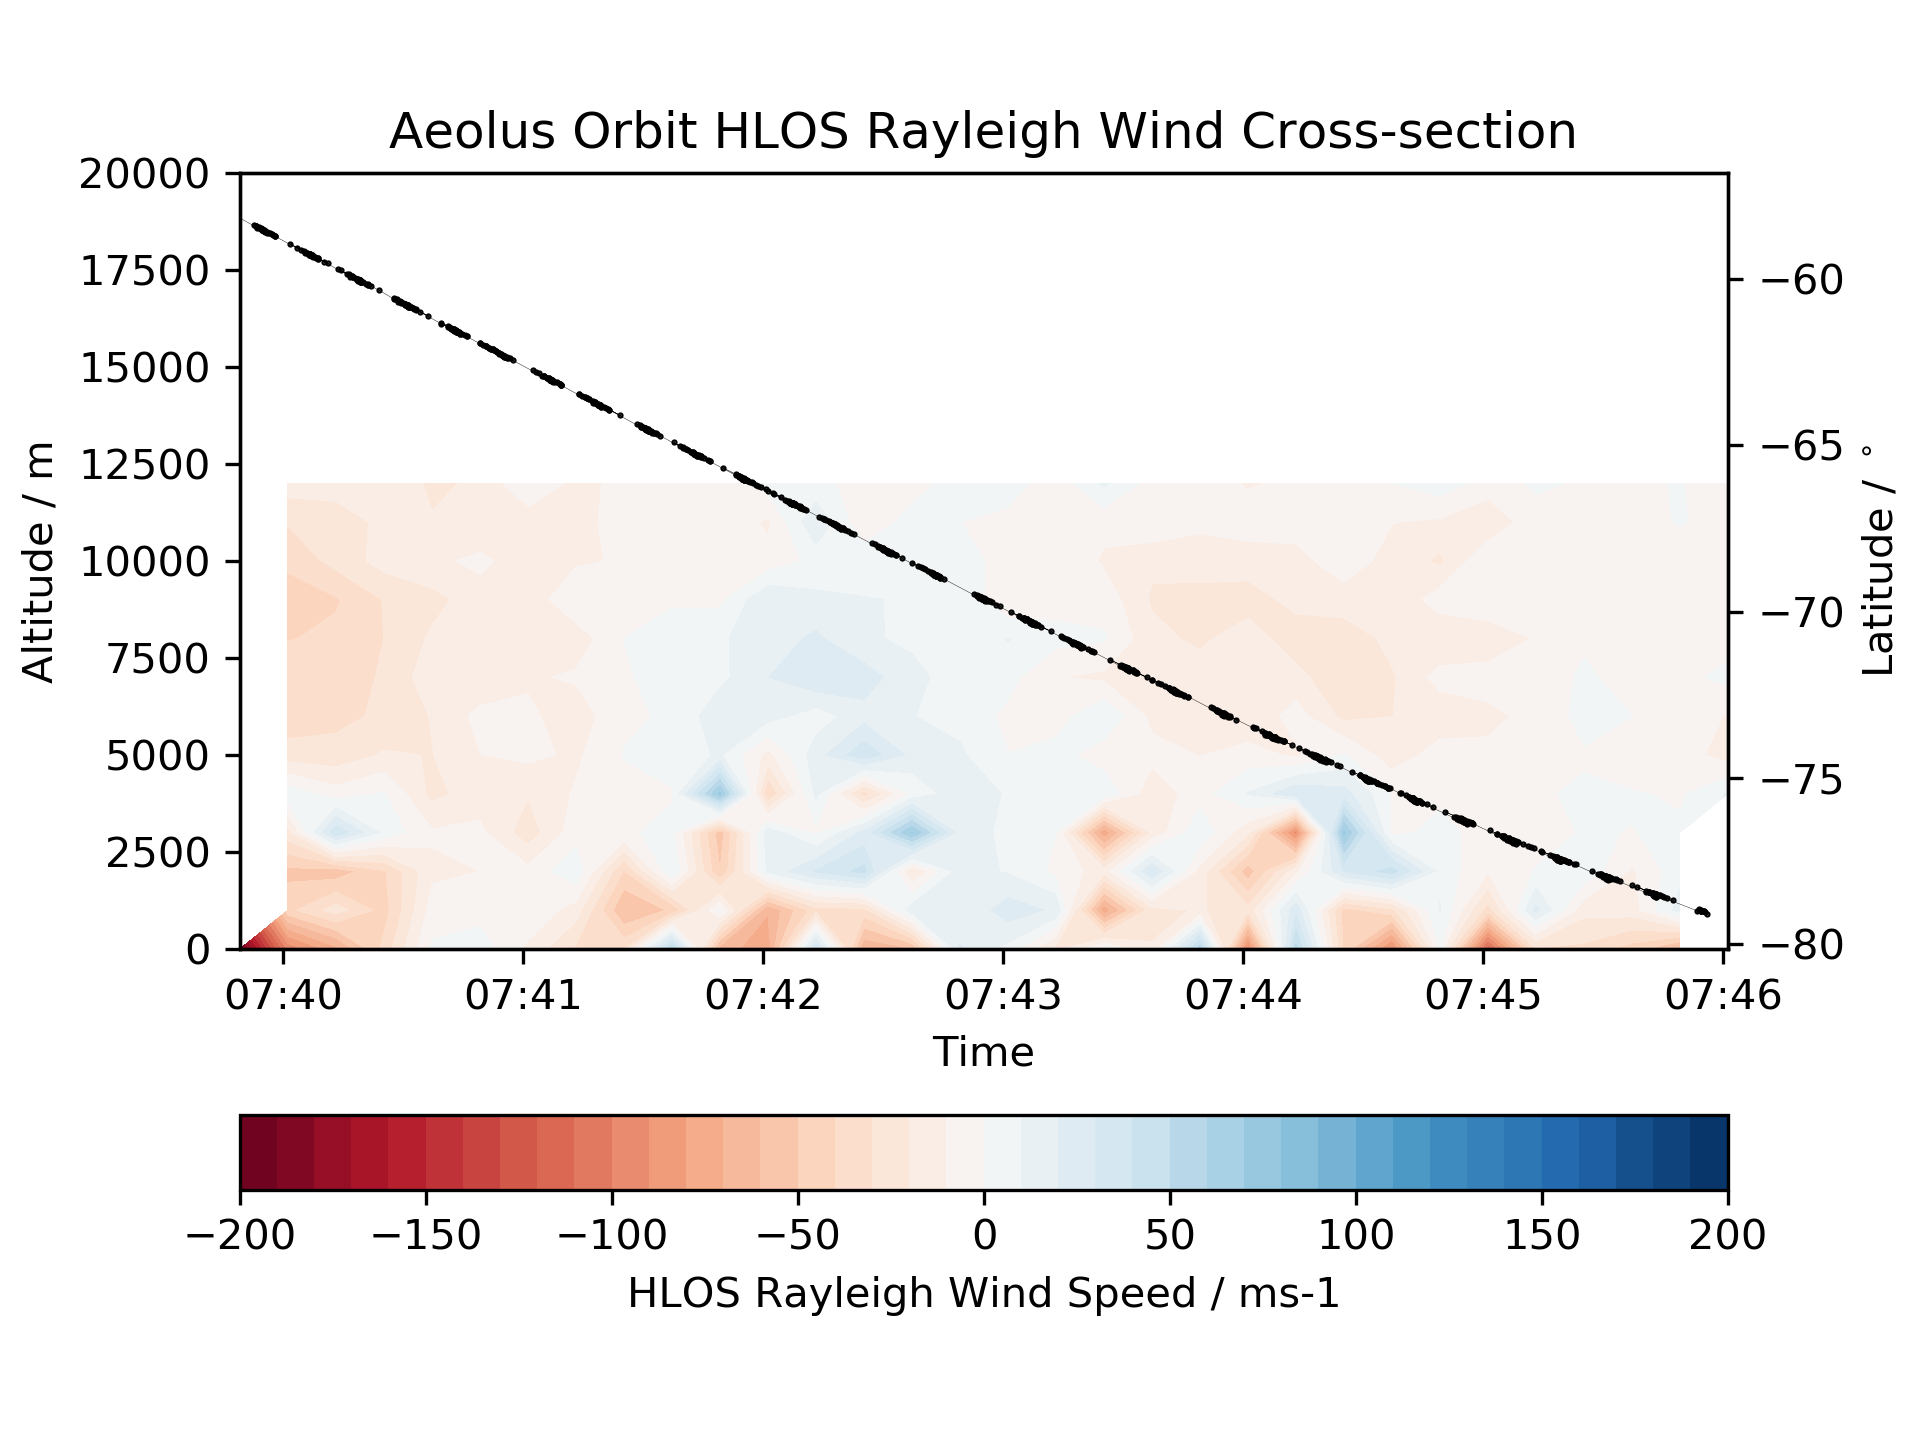 Aeolus Orbit HLOS Rayleigh Wind Cross-section
20000
17500
15000
12500
10000
7500
5000
2500
0
Altitude / m
−60
−65
−70
−75
−80
Latitude / °
07:40 07:41 07:42 07:43 07:44 07:45 07:46
Time
−200 −150 −100 −50 0 50 100 150 200
HLOS Rayleigh Wind Speed / ms-1